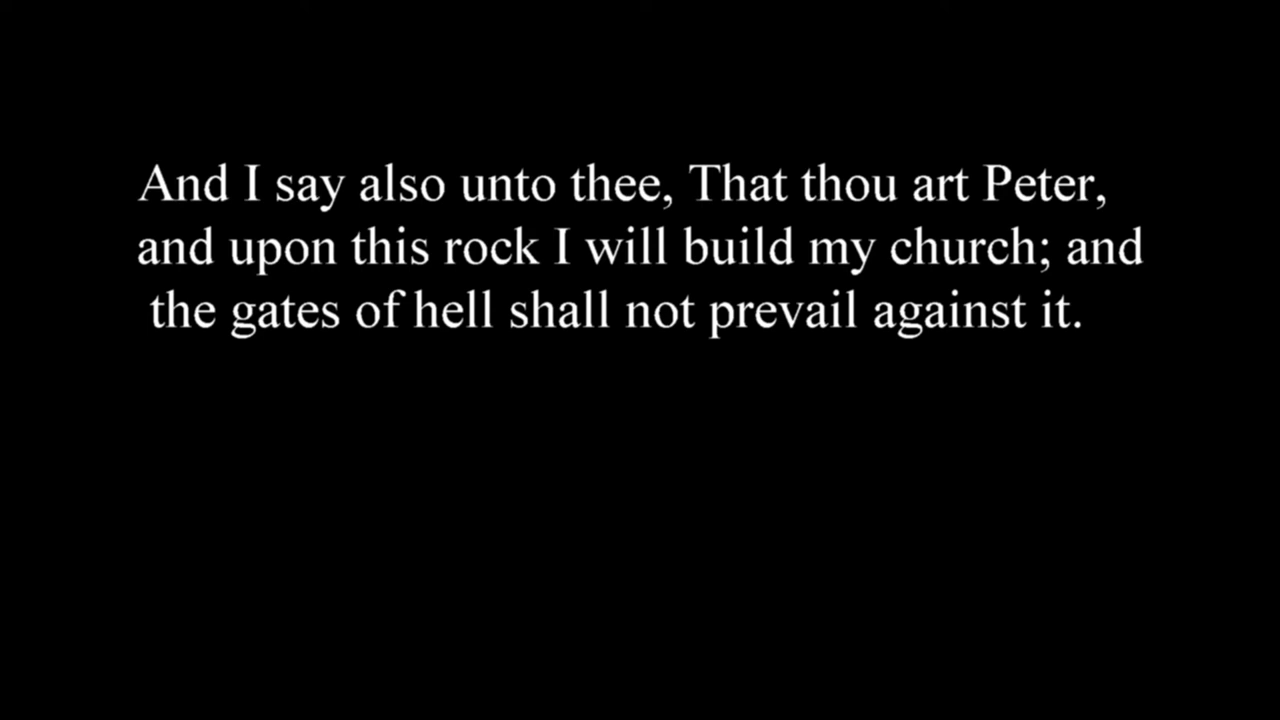 And I say also unto thee, That thou art Peter,
and upon this rock I will build my church; and
the gates of hell shall not prevail against it.